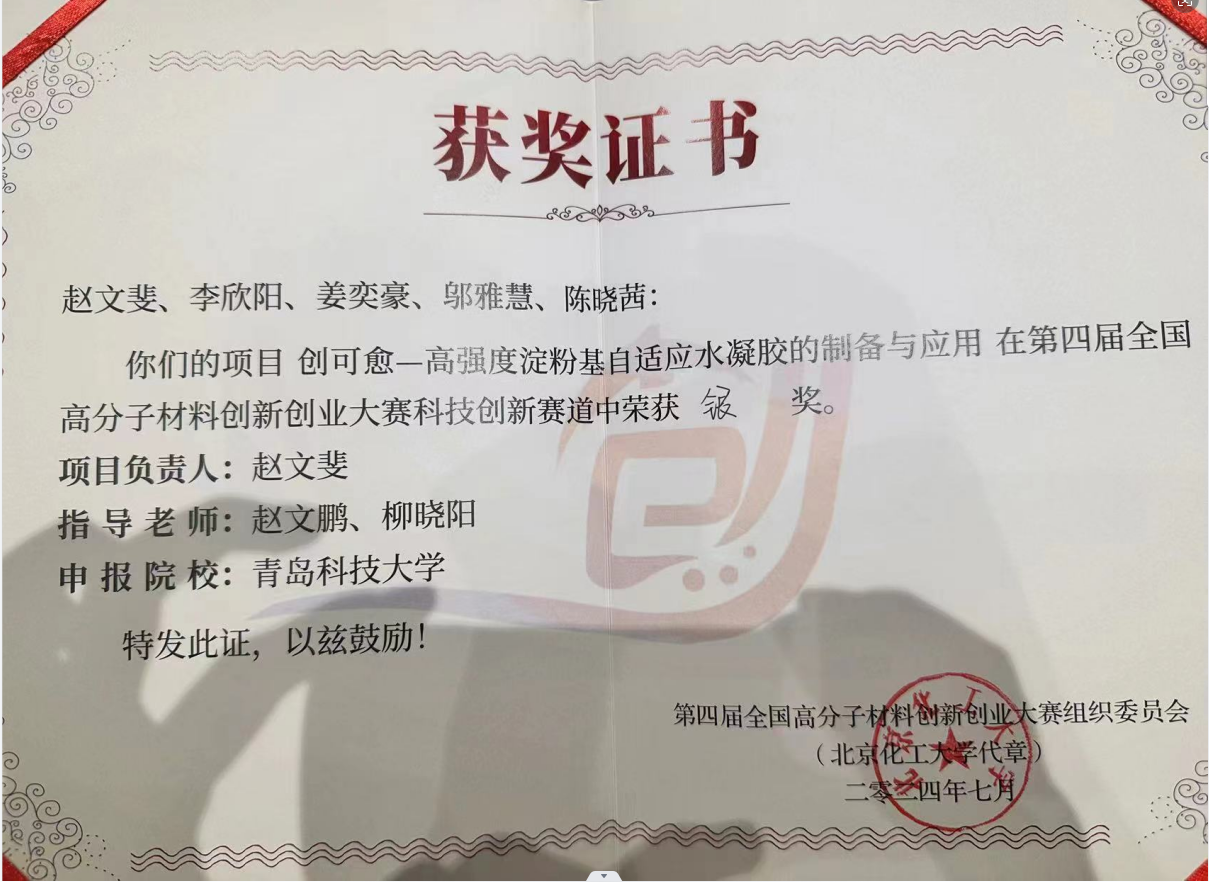 获奖证书
赵文斐、李欣阳、姜奕豪、邬雅慧、陈晓茜：
你们的项目 创可愈—高强度淀粉基自适应水凝胶的制备与应用 在第四届全国
高分子材料创新创业大赛科技创新赛道中荣获 银 奖。
项目负责人：赵文斐
指导老师：赵文鹏、柳晓阳
申报院校：青岛科技大学
特发此证，以兹鼓励！
第四届全国高分子材料创新创业大赛组织委员会
（北京化工大学代章）
二零二四年七月
北京化工大学
创